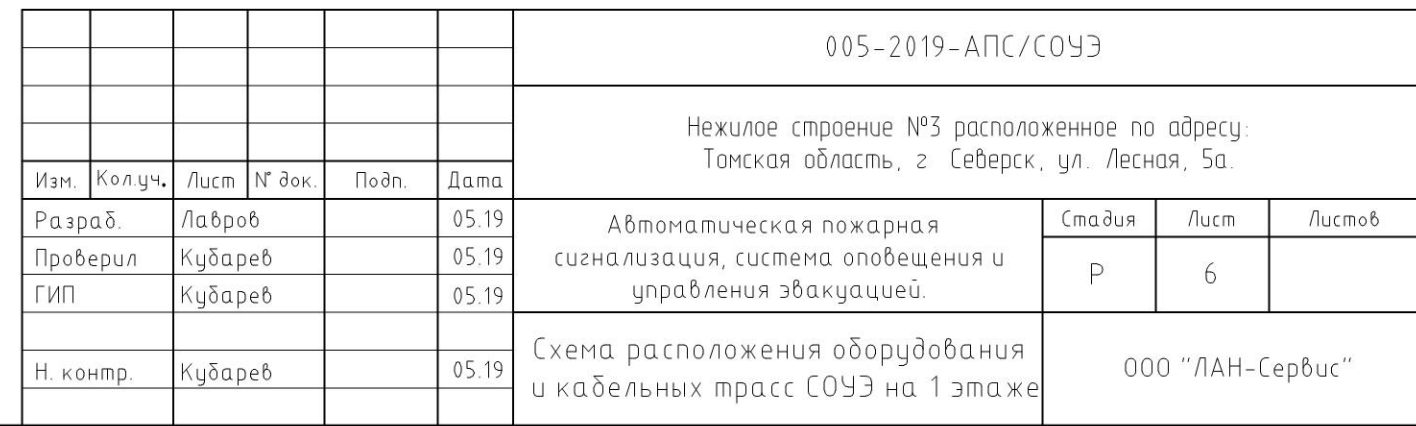 005-2019-АПС/СОУЭ
Нежилое строение №3 расположенное по адресу:
Томская область, г Северск, ул. Лесная, 5а.
Изм. Кол.уч. Лист № док. Подп. Дата
Разраб. Лавров 05.19
Проверил Кубарев 05.19
ГИП Кубарев 05.19
Н. контр. Кубарев 05.19
Автоматическая пожарная
сигнализация, система оповещения и
управления эвакуацией.
Стадия Лист Листов
Р 6
Схема расположения оборудования
и кабельных трасс СОУЭ на 1 этаже
ООО "ЛАН-Сервис"